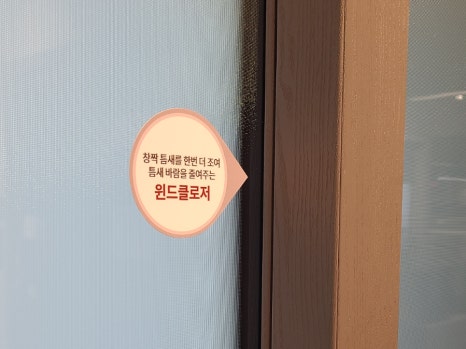 창짝 틈새를 한번 더 조여
틈새 바람을 줄여주는
윈드클로저